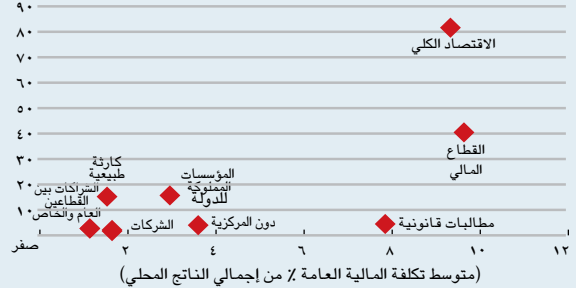 ٩٠
٨٠
الاقتصاد الكلي
٧٠
٦٠
٥٠
٤٠
القطاع
المالي
٣٠
كارثة
طبيعية
المؤسسات
المملوكة
للدولة
٢٠
الشراكات بين
القطاعين
العام والخاص
١٠
الشركات
دون المركزية
مطالبات قانونية
صفر
٢
٤
٦
٨
١٠
١٢
(متوسط تكلفة المالية العامة ٪ من إجمالي الناتج المحلي)